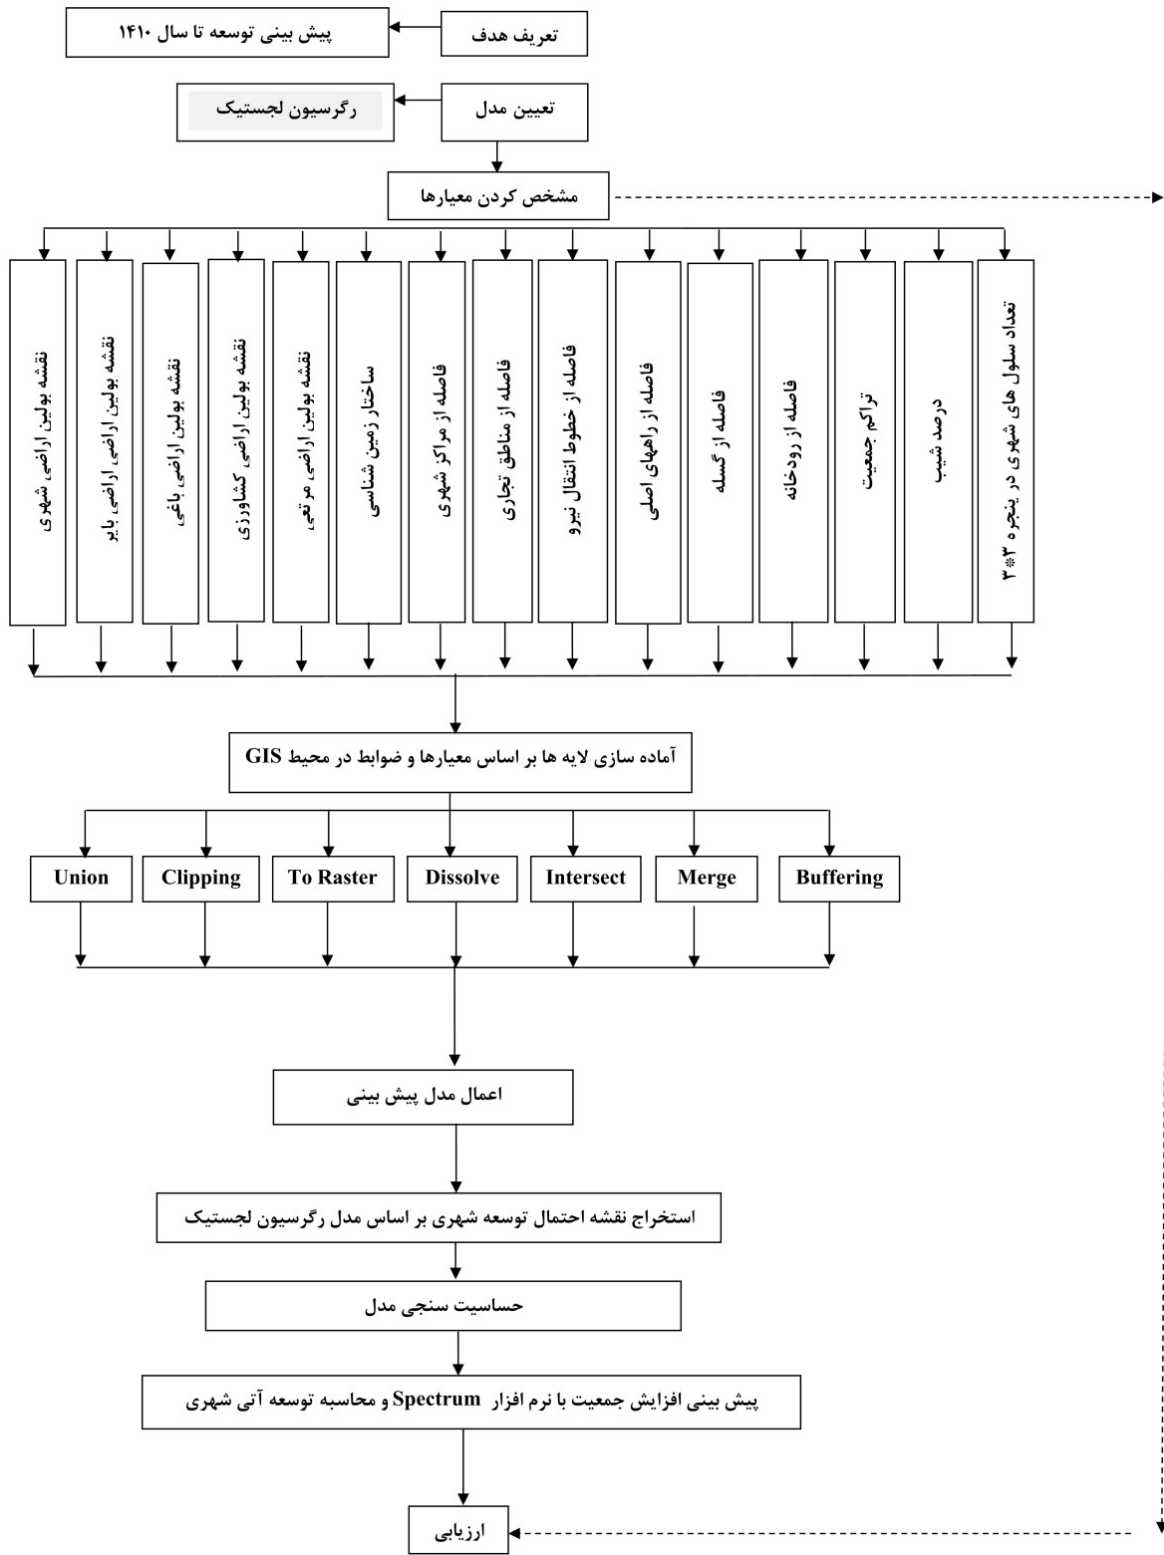 تعریف هدف
پیش بینی توسعه تا سال ۱۴۱۰
تعیین مدل
رگرسیون لجستیک
مشخص کردن معیارها
تعداد سلول های شهری در پنجره ۳*۳
درصد شیب
تراکم جمعیت
فاصله از رودخانه
فاصله از گسله
فاصله از راههای اصلی
فاصله از خطوط انتقال نیرو
فاصله از مناطق تجاری
فاصله از مراکز شهری
ساختار زمین شناسی
نقشه بولین اراضی مرتعی
نقشه بولین اراضی کشاورزی
نقشه بولین اراضی باغی
نقشه بولین اراضی اراضی بایر
نقشه بولین اراضی شهری
آماده سازی لایه ها بر اساس معیارها و ضوابط در محیط GIS
Union
Clipping
To Raster
Dissolve
Intersect
Merge
Buffering
اعمال مدل پیش بینی
استخراج نقشه احتمال توسعه شهری بر اساس مدل رگرسیون لجستیک
حساسیت سنجی مدل
پیش بینی افزایش جمعیت با نرم افزار Spectrum و محاسبه توسعه آتی شهری
ارزیابی